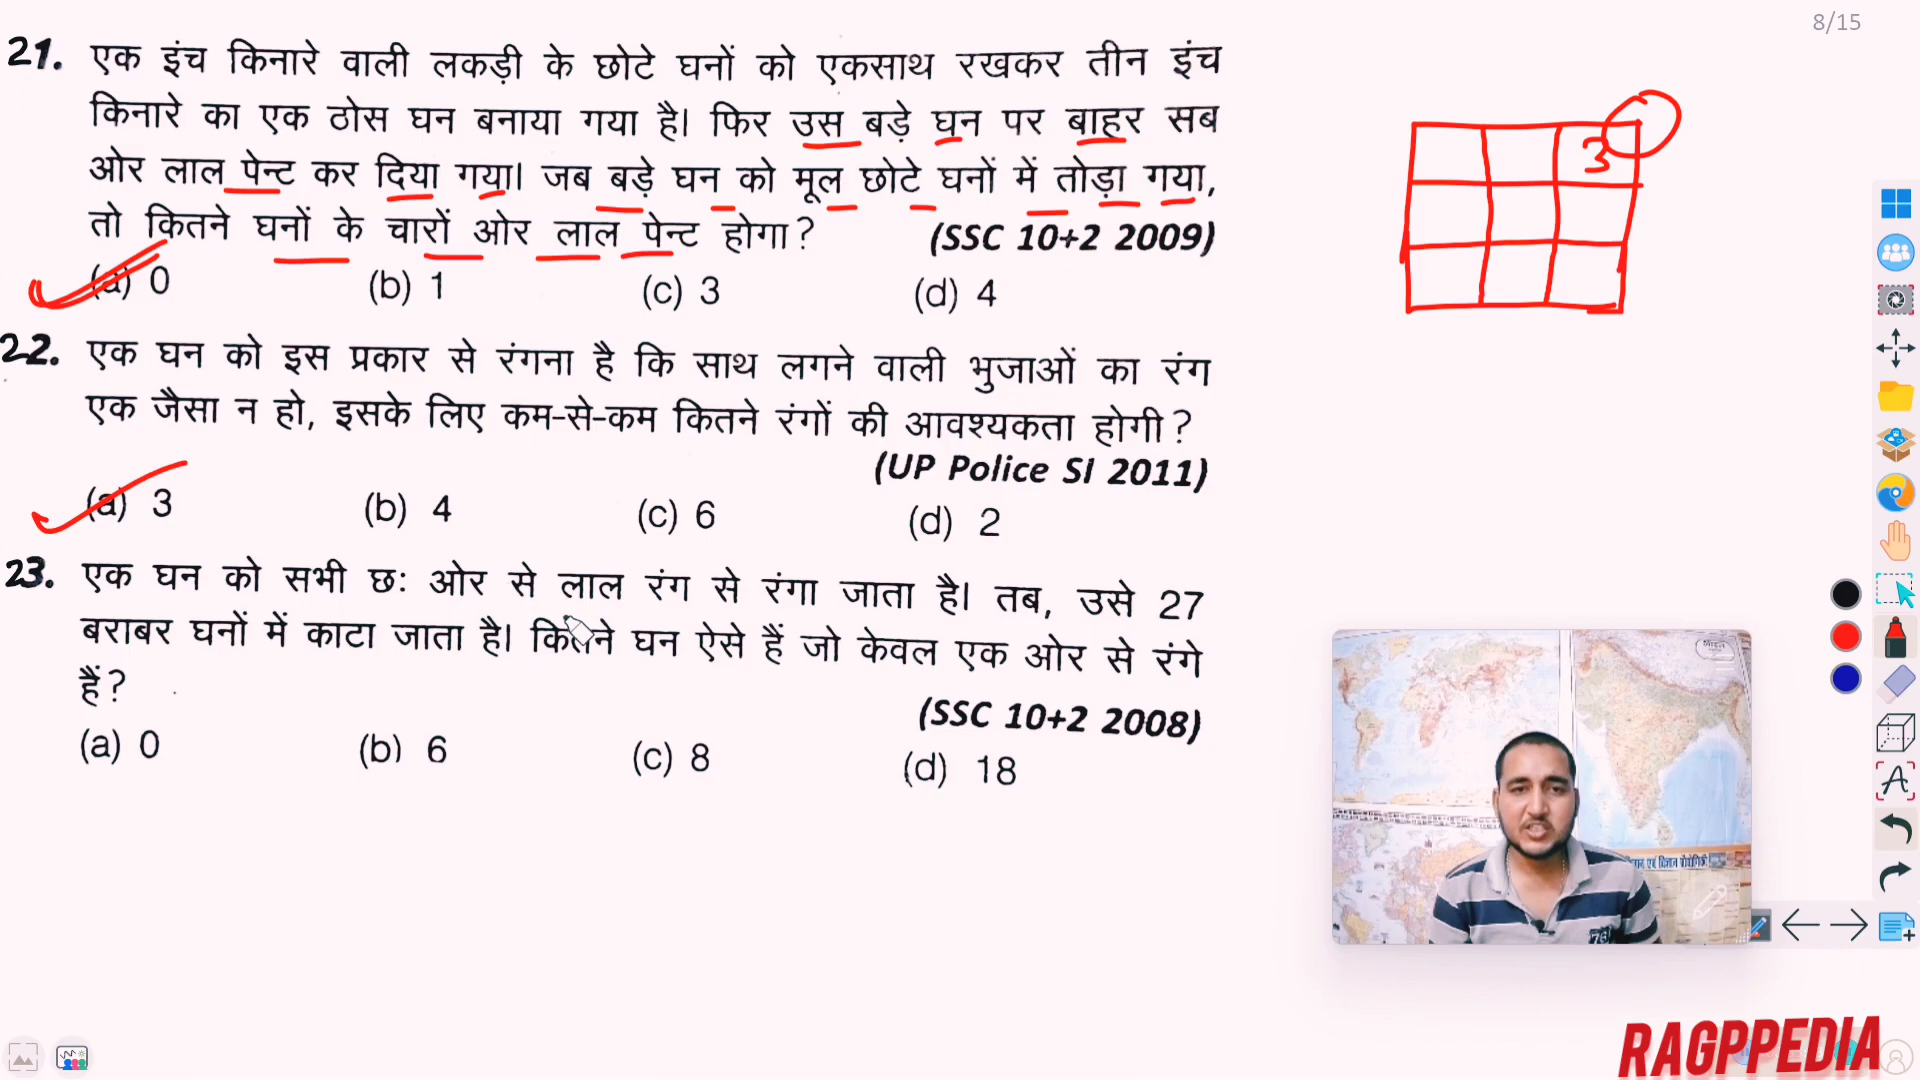 8/15
21. एक इंच किनारे वाली लकड़ी के छोटे घनों को एकसाथ रखकर तीन इंच
किनारे का एक ठोस घन बनाया गया है। फिर उस बड़े घन पर बाहर सब
ओर लाल पेन्ट कर दिया गया। जब बड़े घन को मूल छोटे घनों में तोड़ा गया,
तो कितने घनों के चारों ओर लाल पेन्ट होगा? (SSC 10+2 2009)
(a) 0 (b) 1 (c) 3 (d) 4
3
22. एक घन को इस प्रकार से रंगना है कि साथ लगने वाली भुजाओं का रंग
एक जैसा न हो, इसके लिए कम-से-कम कितने रंगों की आवश्यकता होगी?
(UP Police SI 2011)
(a) 3 (b) 4 (c) 6 (d) 2
23. एक घन को सभी छः ओर से लाल रंग से रंगा जाता है। तब, उसे 27
बराबर घनों में काटा जाता है। कितने घन ऐसे हैं जो केवल एक ओर से रंगे
हैं?
(SSC 10+2 2008)
(a) 0 (b) 6 (c) 8 (d) 18
76
RAGPPEDIA